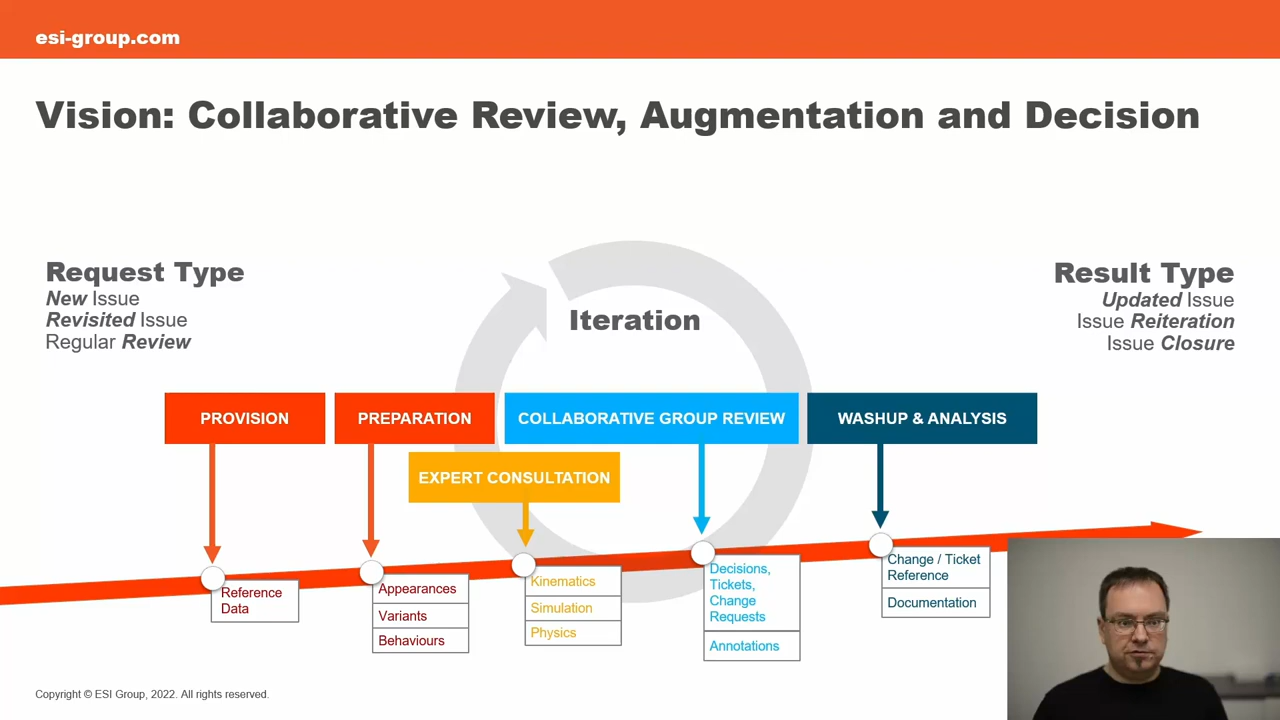 esi-group.com
Vision: Collaborative Review, Augmentation and Decision
Request Type
New Issue
Revisited Issue
Regular Review
Iteration
Result Type
Updated Issue
Issue Reiteration
Issue Closure
PROVISION
PREPARATION
COLLABORATIVE GROUP REVIEW
WASHUP & ANALYSIS
EXPERT CONSULTATION
Reference
Data
Appearances
Variants
Behaviours
Kinematics
Simulation
Physics
Decisions,
Tickets,
Change
Requests
Annotations
Change / Ticket
Reference
Documentation
Copyright © ESI Group, 2022. All rights reserved.